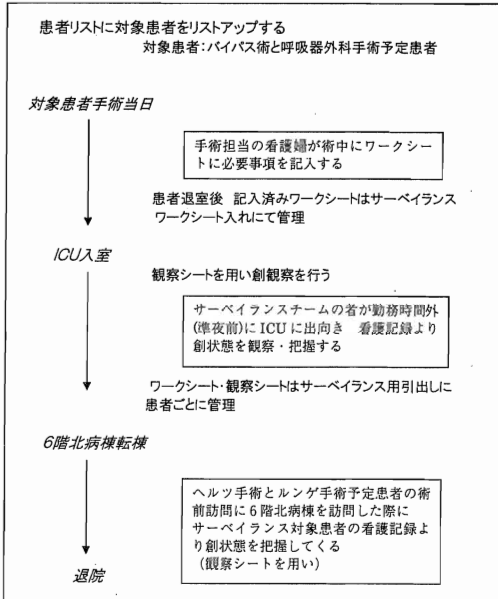 患者リストに対象患者をリストアップする
対象患者：バイパス術と呼吸器外科手術予定患者
対象患者手術当日
手術担当の看護婦が術中にワークシー
トに必要事項を記入する
患者退室後 記入済みワークシートはサーベイランス
ワークシート入れにて管理
ICU入室
観察シートを用い創観察を行う
サーベイランスチームの者が勤務時間外
(準夜前)にICUに出向き 看護記録より
創状態を観察・把握する
ワークシート・観察シートはサーベイランス用引出しに
患者ごとに管理
6階北病棟転棟
ヘルツ手術とルンゲ手術予定患者の術
前訪問に6階北病棟を訪問した際に
サーベイランス対象患者の看護記録よ
り創状態を把握してくる
(観察シートを用い)
退院